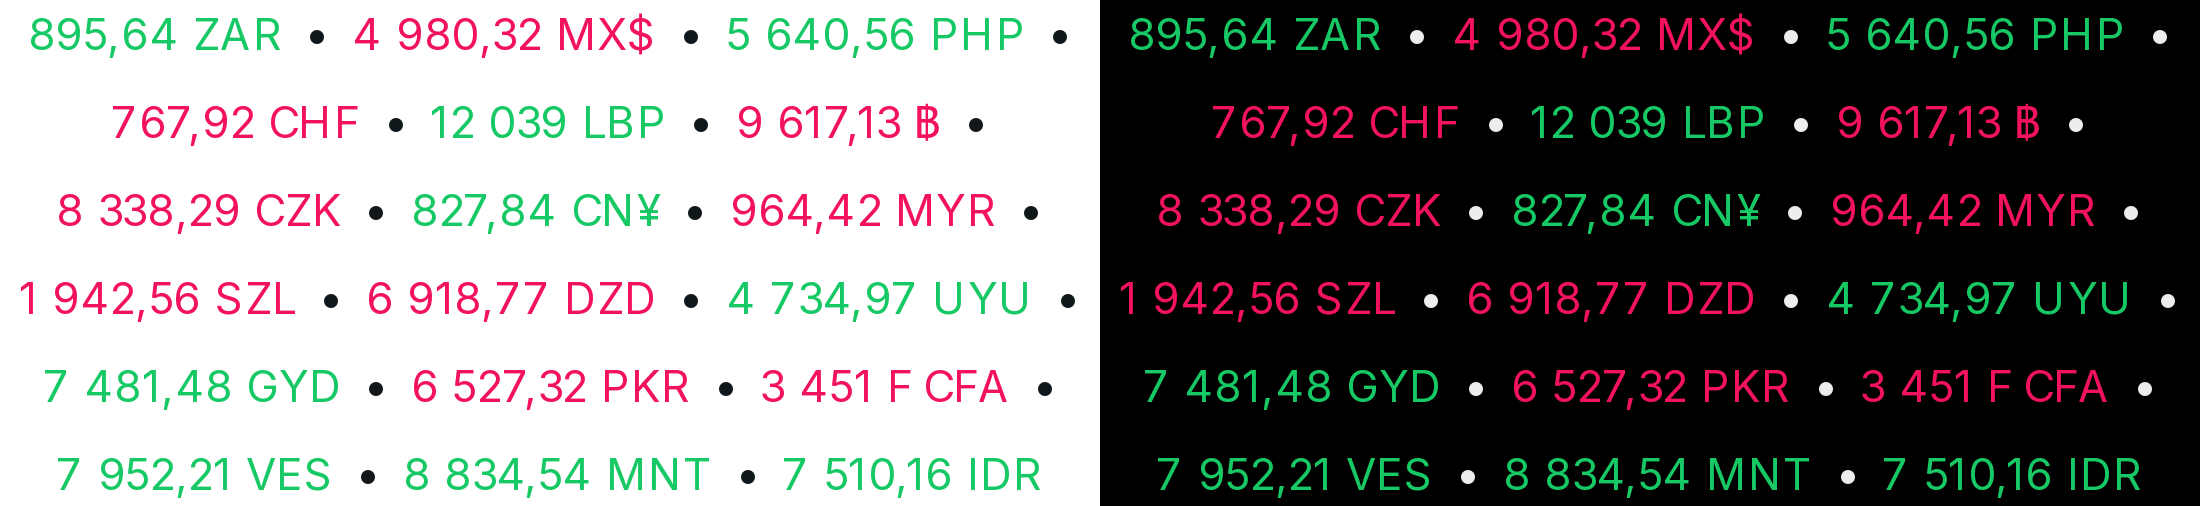 895,64 ZAR • 4 980,32 MX$ • 5 640,56 PHP •
767,92 CHF • 12 039 LBP • 9 617,13 ฿ •
8 338,29 CZK • 827,84 CN¥ • 964,42 MYR •
1 942,56 SZL • 6 918,77 DZD • 4 734,97 UYU •
7 481,48 GYD • 6 527,32 PKR • 3 451 F CFA •
7 952,21 VES • 8 834,54 MNT • 7 510,16 IDR
895,64 ZAR • 4 980,32 MX$ • 5 640,56 PHP •
767,92 CHF • 12 039 LBP • 9 617,13 ฿ •
8 338,29 CZK • 827,84 CN¥ • 964,42 MYR •
1 942,56 SZL • 6 918,77 DZD • 4 734,97 UYU •
7 481,48 GYD • 6 527,32 PKR • 3 451 F CFA •
7 952,21 VES • 8 834,54 MNT • 7 510,16 IDR